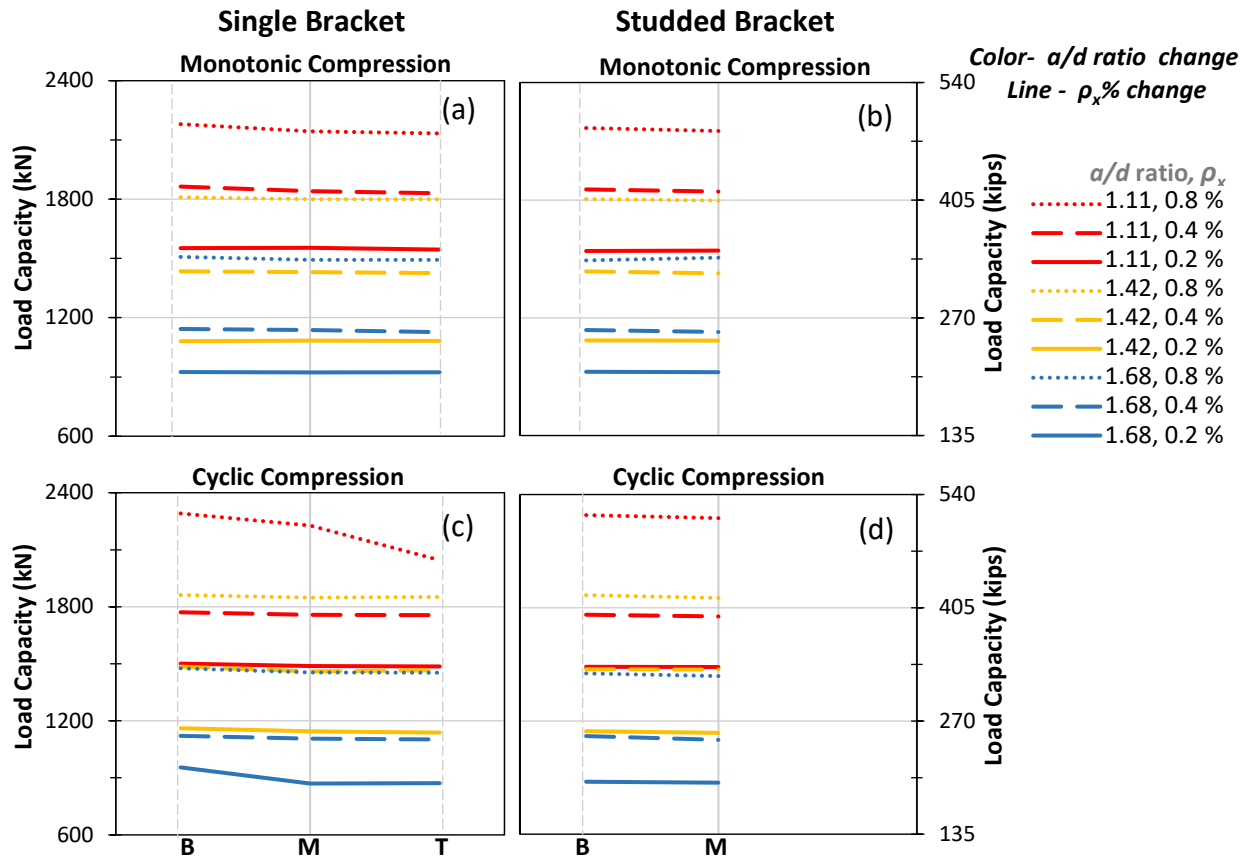 Single Bracket
Studded Bracket
Monotonic Compression
Monotonic Compression
Color- a/d ratio change
Line - ρx% change
2400
1800
1200
600
Load Capacity (kN)
(a)
(b)
540
405
270
135
Load Capacity (kips)
a/d ratio, ρx
1.11, 0.8 %
1.11, 0.4 %
1.11, 0.2 %
1.42, 0.8 %
1.42, 0.4 %
1.42, 0.2 %
1.68, 0.8 %
1.68, 0.4 %
1.68, 0.2 %
Cyclic Compression
Cyclic Compression
2400
1800
1200
600
Load Capacity (kN)
(c)
(d)
540
405
270
135
Load Capacity (kips)
B M T
B M